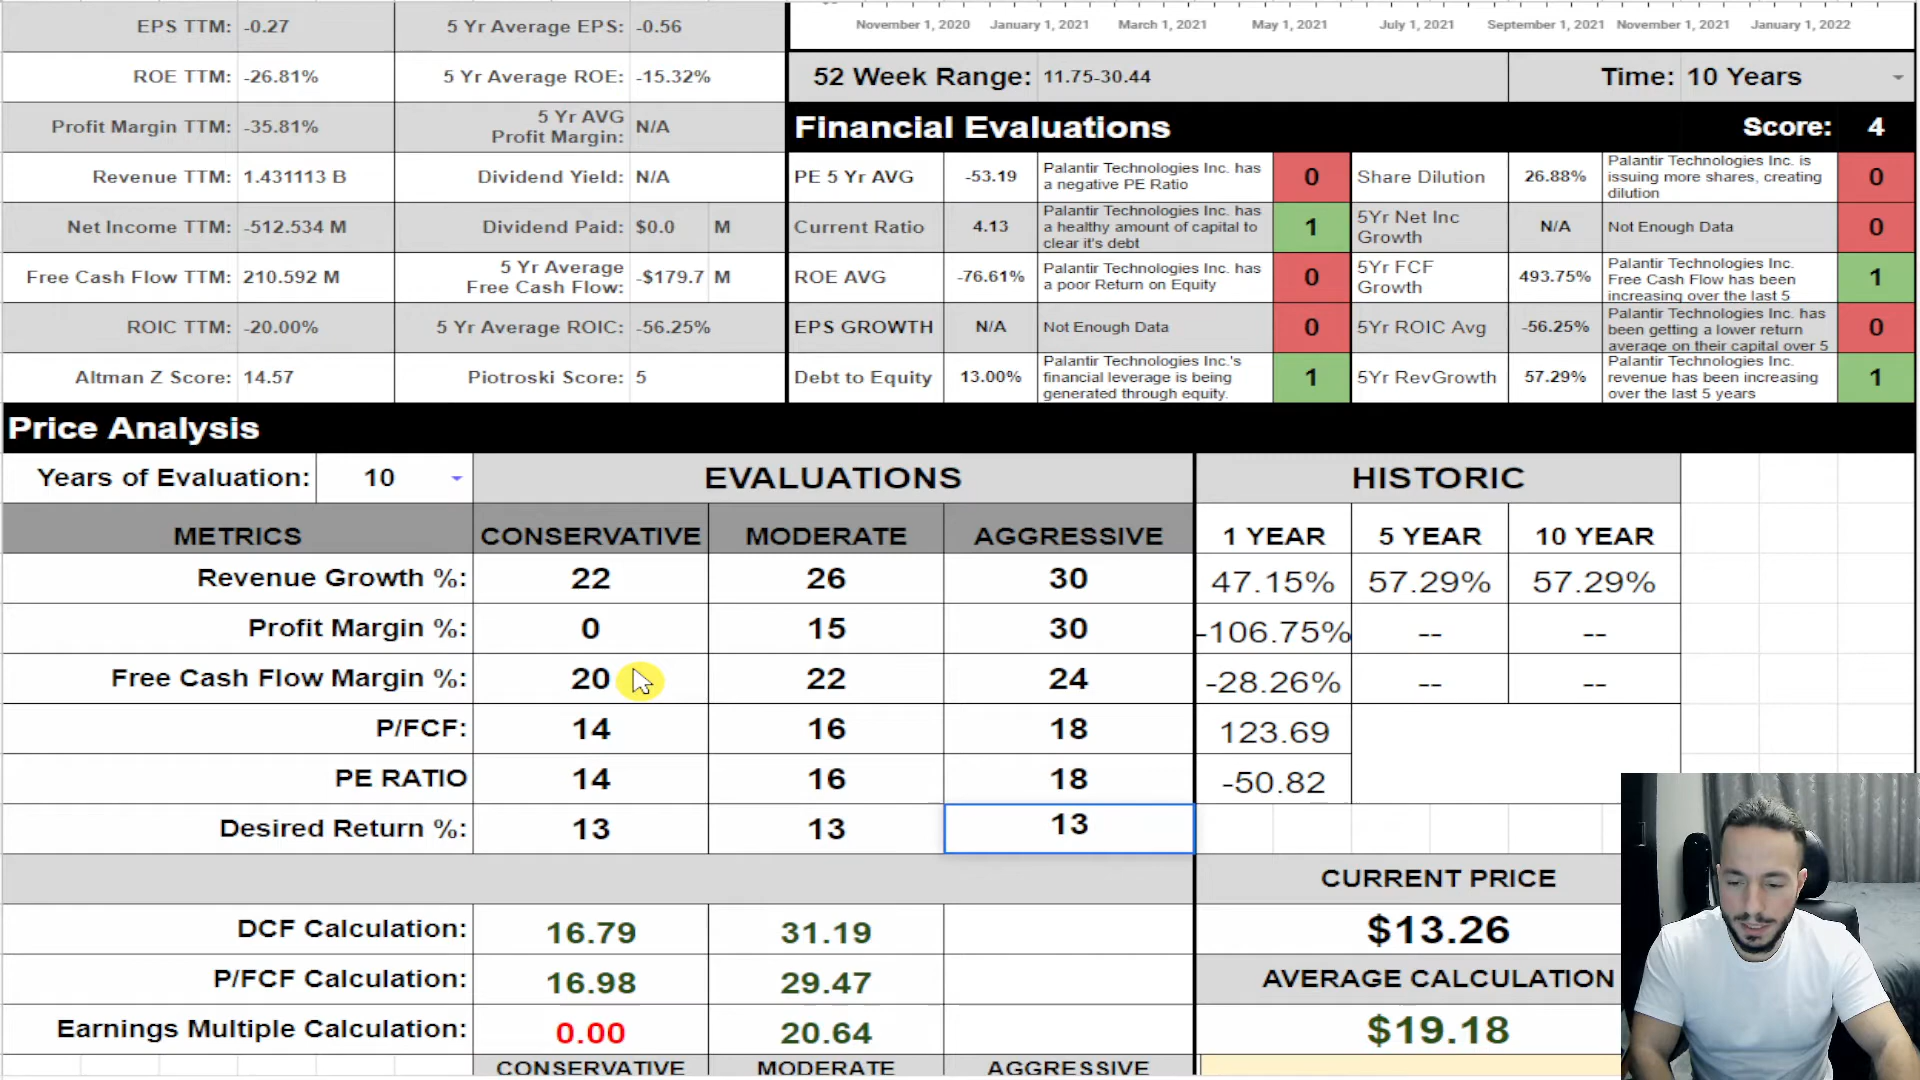 November 1, 2020 January 1, 2021 March 1, 2021 May 1, 2021 July 1, 2021 September 1, 2021 November 1, 2021 January 1, 2022
EPS TTM: -0.27 5 Yr Average EPS: -0.56
ROE TTM: -26.81% 5 Yr Average ROE: -15.32%
52 Week Range: 11.75-30.44 Time: 10 Years
Profit Margin TTM: -35.81% 5 Yr AVG Profit Margin: N/A
Financial Evaluations Score: 4
Revenue TTM: 1.431113 B Dividend Yield: N/A
PE 5 Yr AVG -53.19 Palantir Technologies Inc. has a negative PE Ratio 0
Share Dilution 26.88% Palantir Technologies Inc. is issuing more shares, creating dilution 0
Net Income TTM: -512.534 M Dividend Paid: $0.0 M
Current Ratio 4.13 Palantir Technologies Inc. has a healthy amount of capital to clear it's debt 1
5Yr Net Inc Growth N/A Not Enough Data 0
Free Cash Flow TTM: 210.592 M 5 Yr Average Free Cash Flow: -$179.7 M
ROE AVG -76.61% Palantir Technologies Inc. has a poor Return on Equity 0
5Yr FCF Growth 493.75% Palantir Technologies Inc. Free Cash Flow has been increasing over the last 5 1
ROIC TTM: -20.00% 5 Yr Average ROIC: -56.25%
EPS GROWTH N/A Not Enough Data 0
5Yr ROIC Avg -56.25% Palantir Technologies Inc. has been getting a lower return average on their capital over 5 0
Altman Z Score: 14.57 Piotroski Score: 5
Debt to Equity 13.00% Palantir Technologies Inc.'s financial leverage is being generated through equity. 1
5Yr RevGrowth 57.29% Palantir Technologies Inc. revenue has been increasing over the last 5 years 1
Price Analysis
Years of Evaluation: 10 EVALUATIONS HISTORIC
METRICS CONSERVATIVE MODERATE AGGRESSIVE 1 YEAR 5 YEAR 10 YEAR
Revenue Growth %: 22 26 30 47.15% 57.29% 57.29%
Profit Margin %: 0 15 30 -106.75% -- --
Free Cash Flow Margin %: 20 22 24 -28.26% -- --
P/FCF: 14 16 18 123.69
PE RATIO 14 16 18 -50.82
Desired Return %: 13 13 13
CURRENT PRICE
DCF Calculation: 16.79 31.19 $13.26
P/FCF Calculation: 16.98 29.47 AVERAGE CALCULATION
Earnings Multiple Calculation: 0.00 20.64 $19.18
CONSERVATIVE MODERATE AGGRESSIVE